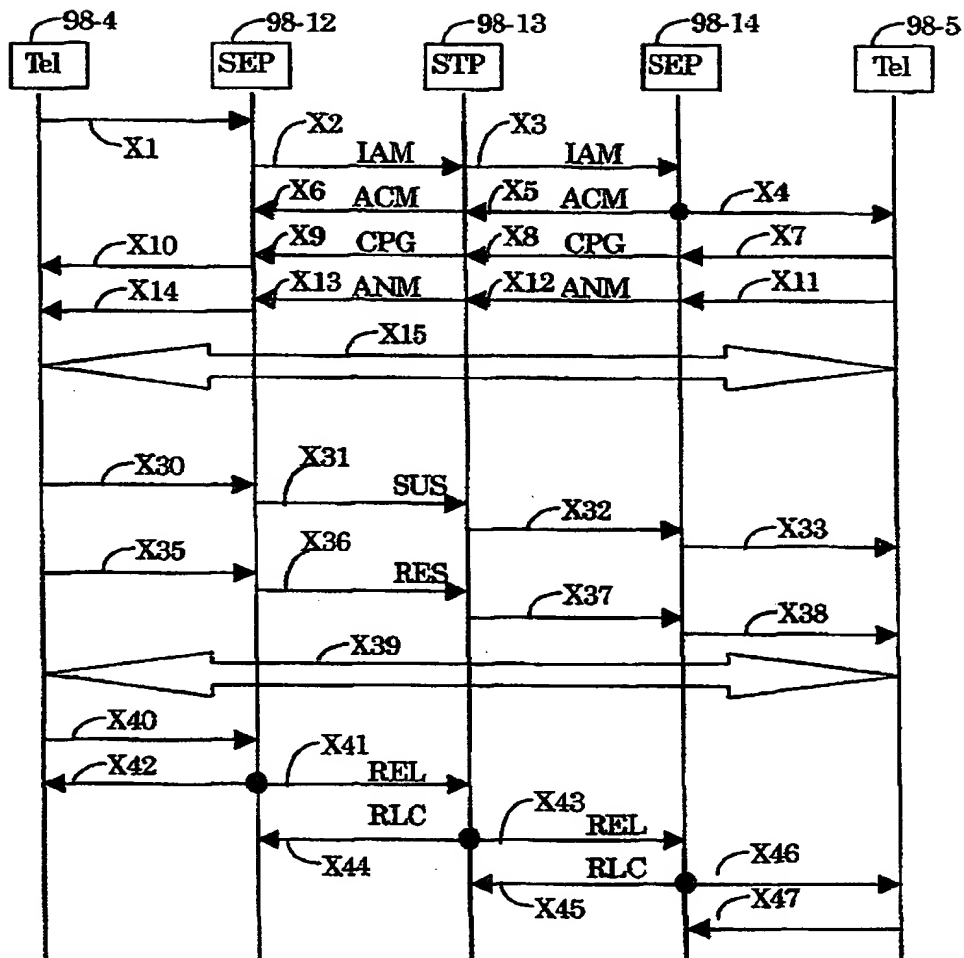 98-4 98-12 98-13 98-14 98-5
Tel SEP STP SEP Tel
X1 X2 IAM X3 IAM
X6 ACM X5 ACM X4
X10 X9 CPG X8 CPG X7
X14 X13 ANM X12 ANM X11
X15
X30 X31 SUS
X32
X33
X35 X36 RES
X37
X38
X39
X40
X42 X41 REL
RLC X43 REL
X44 RLC X46
X45 X47